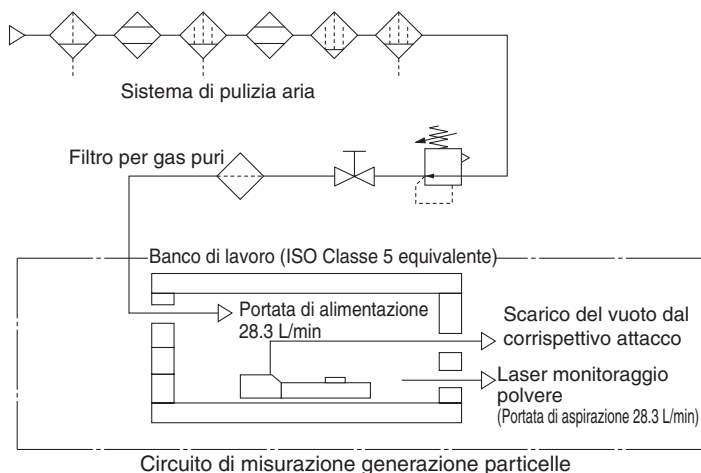 Sistema di pulizia aria
Filtro per gas puri
Banco di lavoro (ISO Classe 5 equivalente)
Portata di alimentazione
28.3 L/min
Scarico del vuoto dal
corrispettivo attacco
Laser monitoraggio
polvere
(Portata di aspirazione 28.3 L/min)
Circuito di misurazione generazione particelle